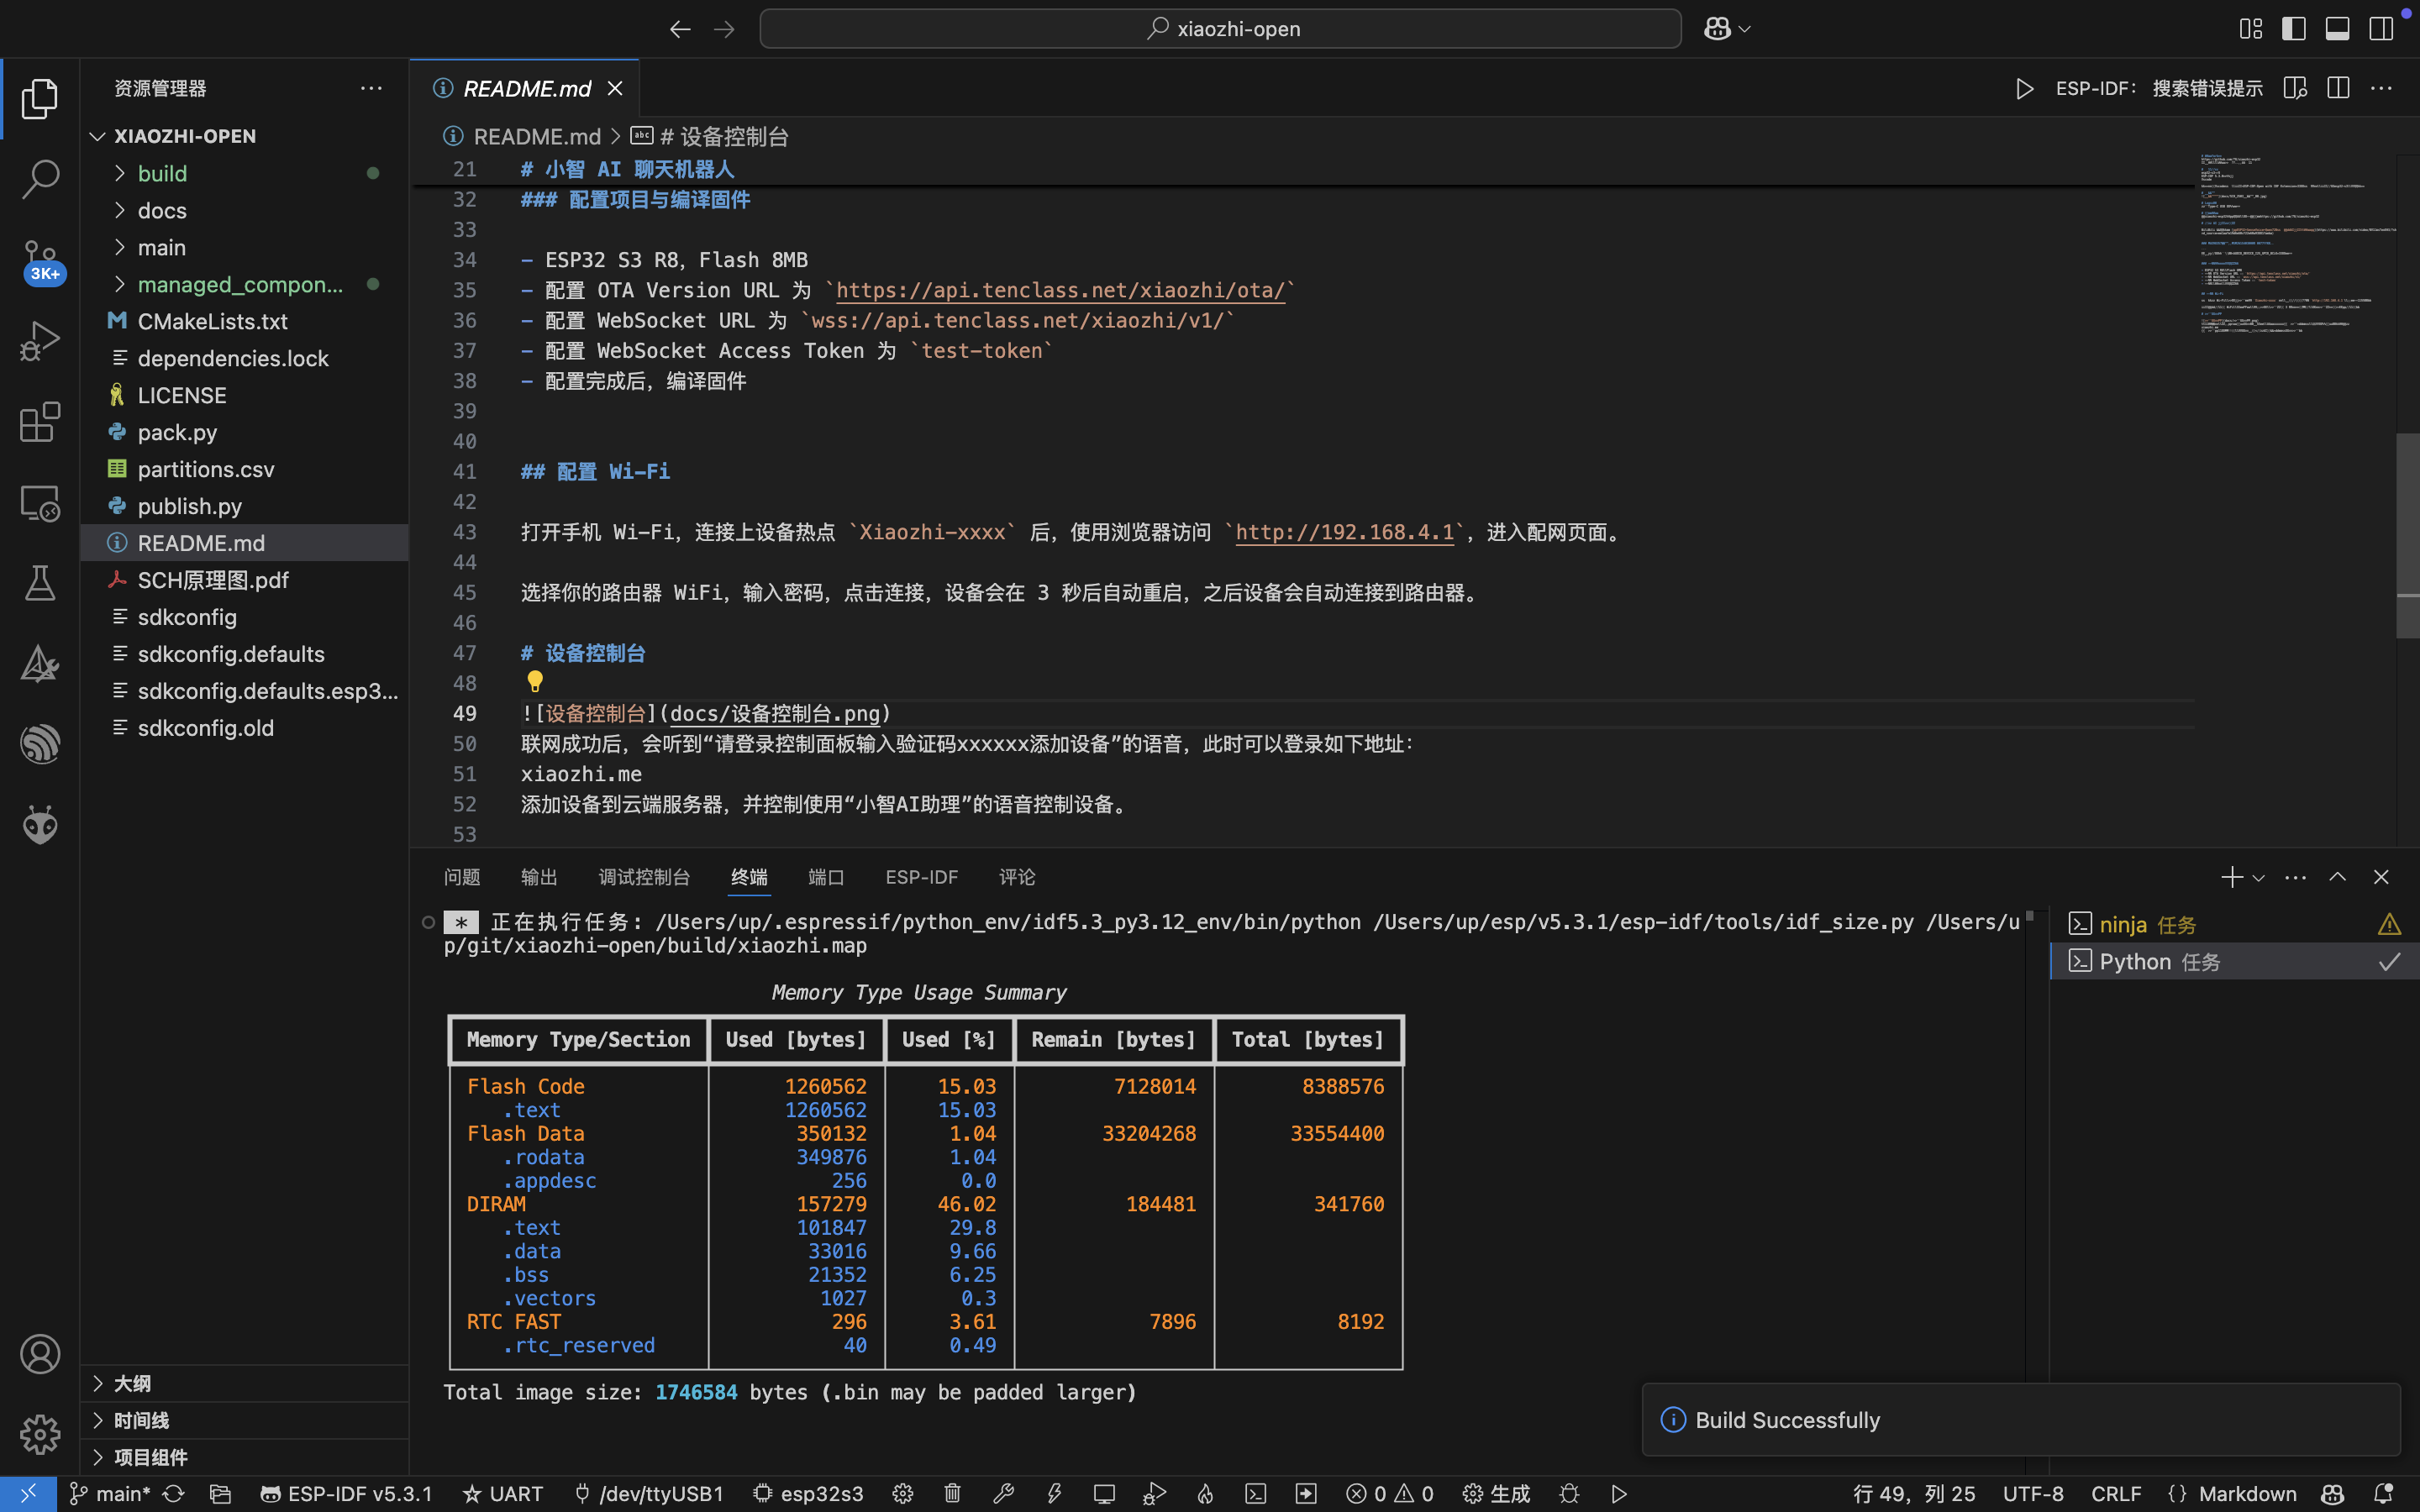 xiaozhi-open
资源管理器
XIAOZHI-OPEN
build
docs
main
managed_compon...
CMakeLists.txt
dependencies.lock
LICENSE
pack.py
partitions.csv
publish.py
README.md
SCH原理图.pdf
sdkconfig
sdkconfig.defaults
sdkconfig.defaults.esp3...
sdkconfig.old
3K+
大纲
时间线
项目组件
README.md
ESP-IDF: 搜索错误提示
README.md > # 设备控制台
21 # 小智 AI 聊天机器人
32 ### 配置项目与编译固件
33
34 - ESP32 S3 R8，Flash 8MB
35 - 配置 OTA Version URL 为 `https://api.tenclass.net/xiaozhi/ota/`
36 - 配置 WebSocket URL 为 `wss://api.tenclass.net/xiaozhi/v1/`
37 - 配置 WebSocket Access Token 为 `test-token`
38 - 配置完成后，编译固件
39
40
41 ## 配置 Wi-Fi
42
43 打开手机 Wi-Fi，连接上设备热点 `Xiaozhi-xxxx` 后，使用浏览器访问 `http://192.168.4.1`，进入配网页面。
44
45 选择你的路由器 WiFi，输入密码，点击连接，设备会在 3 秒后自动重启，之后设备会自动连接到路由器。
46
47 # 设备控制台
48
49 ![设备控制台](docs/设备控制台.png)
50 联网成功后，会听到“请登录控制面板输入验证码xxxxxx添加设备”的语音，此时可以登录如下地址：
51 xiaozhi.me
52 添加设备到云端服务器，并控制使用“小智AI助理”的语音控制设备。
53
问题 输出 调试控制台 终端 端口 ESP-IDF 评论
* 正在执行任务: /Users/up/.espressif/python_env/idf5.3_py3.12_env/bin/python /Users/up/esp/v5.3.1/esp-idf/tools/idf_size.py /Users/u
p/git/xiaozhi-open/build/xiaozhi.map
Memory Type Usage Summary
Memory Type/Section Used [bytes] Used [%] Remain [bytes] Total [bytes]
Flash Code 1260562 15.03 7128014 8388576
.text 1260562 15.03
Flash Data 350132 1.04 33204268 33554400
.rodata 349876 1.04
.appdesc 256 0.0
DIRAM 157279 46.02 184481 341760
.text 101847 29.8
.data 33016 9.66
.bss 21352 6.25
.vectors 1027 0.3
RTC FAST 296 3.61 7896 8192
.rtc_reserved 40 0.49
Total image size: 1746584 bytes (.bin may be padded larger)
ninja 任务
Python 任务
Build Successfully
main* ESP-IDF v5.3.1 UART /dev/ttyUSB1 esp32s3 0 0 生成 行 49，列 25 UTF-8 CRLF {} Markdown